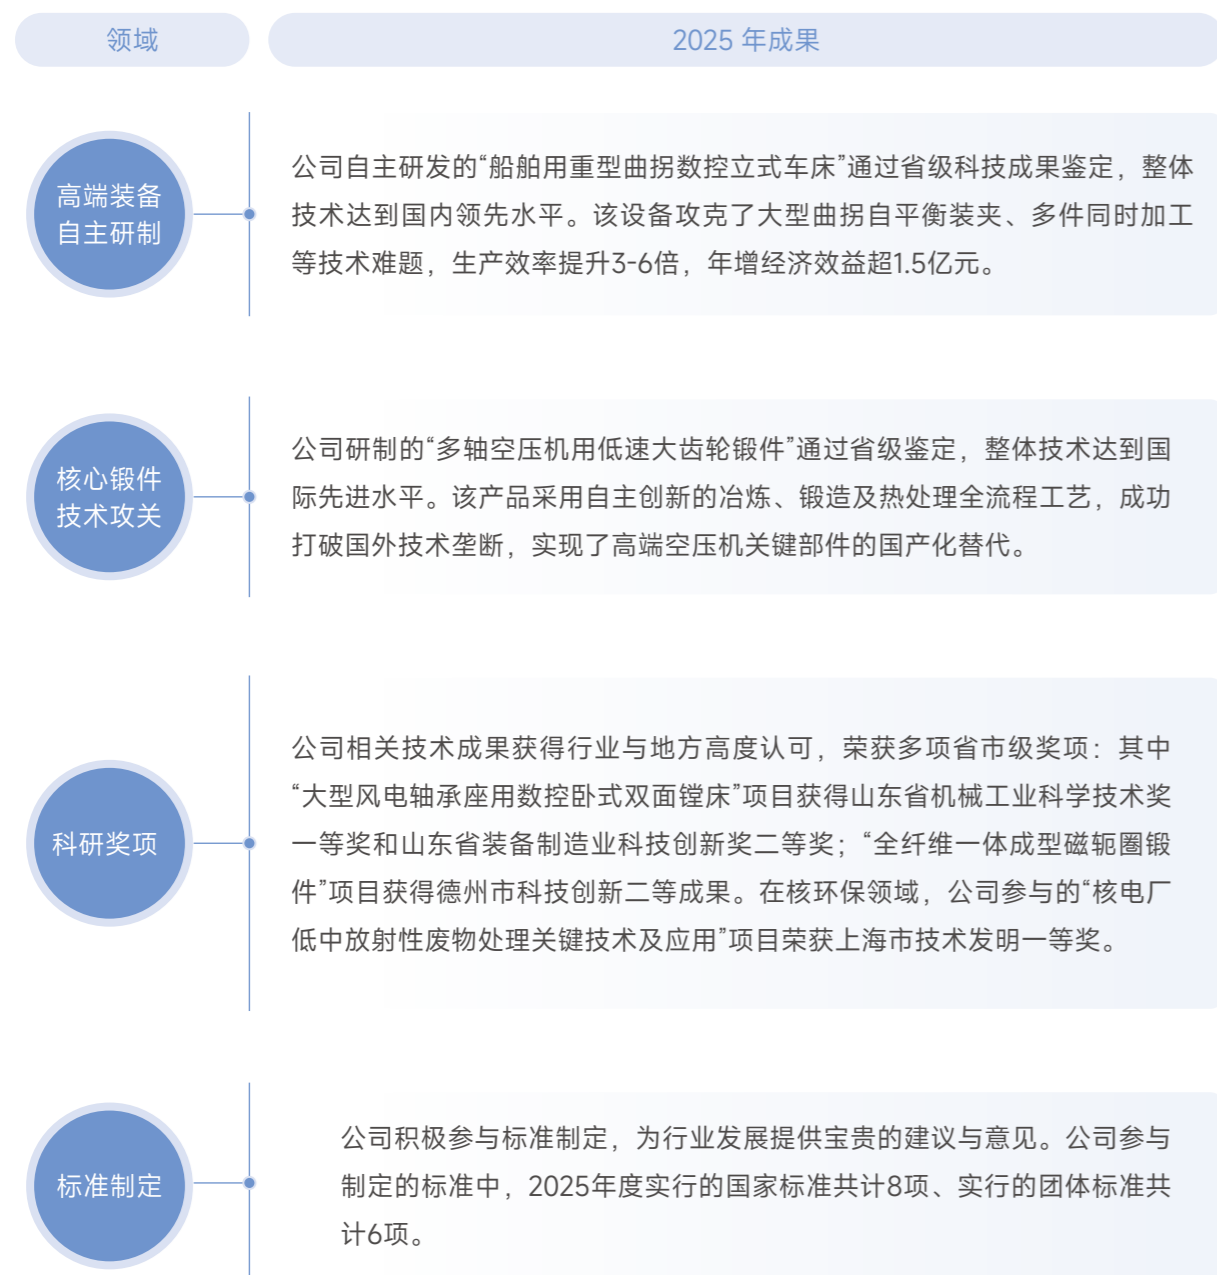 领域
2025 年成果
高端装备
自主研制
公司自主研发的“船舶用重型曲拐数控立式车床”通过省级科技成果鉴定，整体
技术达到国内领先水平。该设备攻克了大型曲拐自平衡装夹、多件同时加工
等技术难题，生产效率提升3-6倍，年增经济效益超1.5亿元。
核心锻件
技术攻关
公司研制的“多轴空压机用低速大齿轮锻件”通过省级鉴定，整体技术达到国
际先进水平。该产品采用自主创新的冶炼、锻造及热处理全流程工艺，成功
打破国外技术垄断，实现了高端空压机关键部件的国产化替代。
科研奖项
公司相关技术成果获得行业与地方高度认可，荣获多项省市级奖项：其中
“大型风电轴承座用数控卧式双面镗床”项目获得山东省机械工业科学技术奖
一等奖和山东省装备制造业科技创新奖二等奖；“全纤维一体成型磁轭圈锻
件”项目获得德州市科技创新二等成果。在核环保领域，公司参与的“核电厂
低中放射性废物处理关键技术及应用”项目荣获上海市技术发明一等奖。
标准制定
公司积极参与标准制定，为行业发展提供宝贵的建议与意见。公司参与
制定的标准中，2025年度实行的国家标准共计8项、实行的团体标准共
计6项。